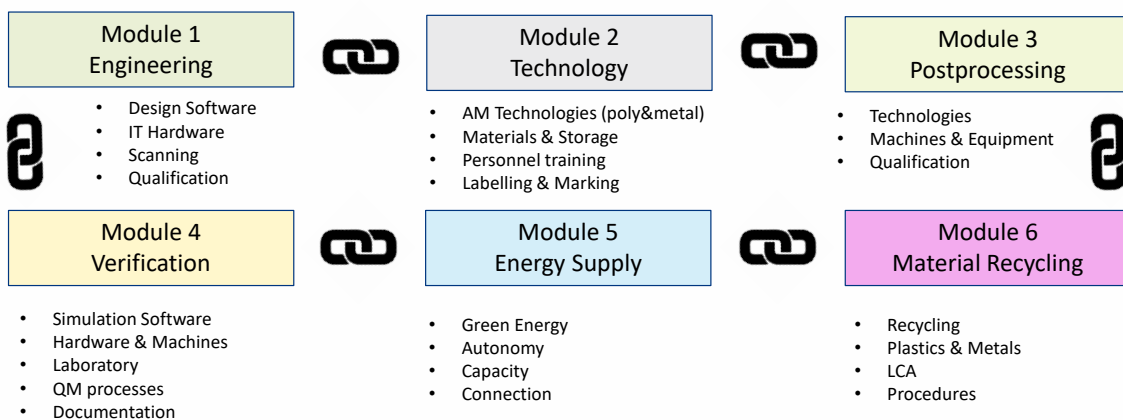 Module 1
Engineering
Module 2
Technology
Module 3
Postprocessing
• Design Software
• IT Hardware
• Scanning
• Qualification
• AM Technologies (poly&metal)
• Materials & Storage
• Personnel training
• Labelling & Marking
• Technologies
• Machines & Equipment
• Qualification
Module 4
Verification
Module 5
Energy Supply
Module 6
Material Recycling
• Simulation Software
• Hardware & Machines
• Laboratory
• QM processes
• Documentation
• Green Energy
• Autonomy
• Capacity
• Connection
• Recycling
• Plastics & Metals
• LCA
• Procedures